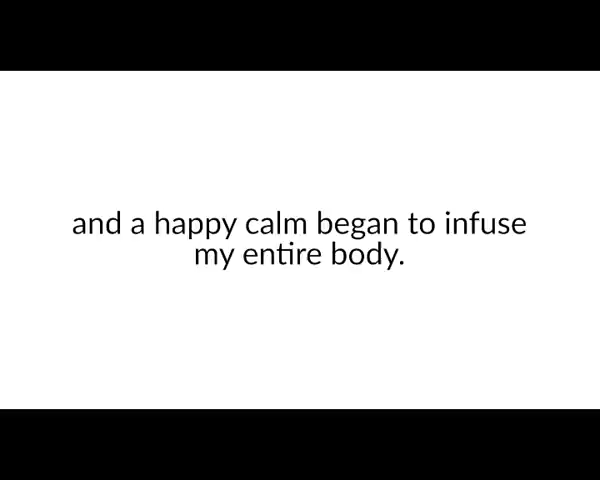 and a happy calm began to infuse
my entire body.